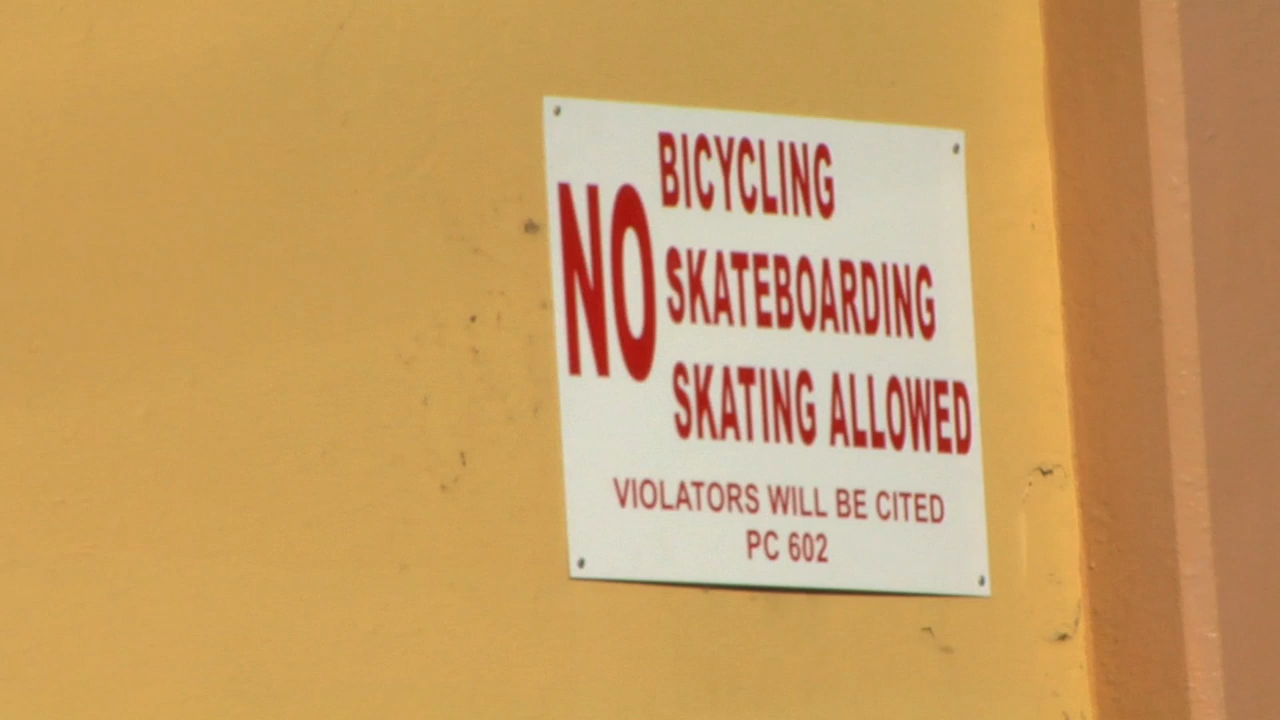 NO
BICYCLING
SKATEBOARDING
SKATING ALLOWED
VIOLATORS WILL BE CITED
PC 602